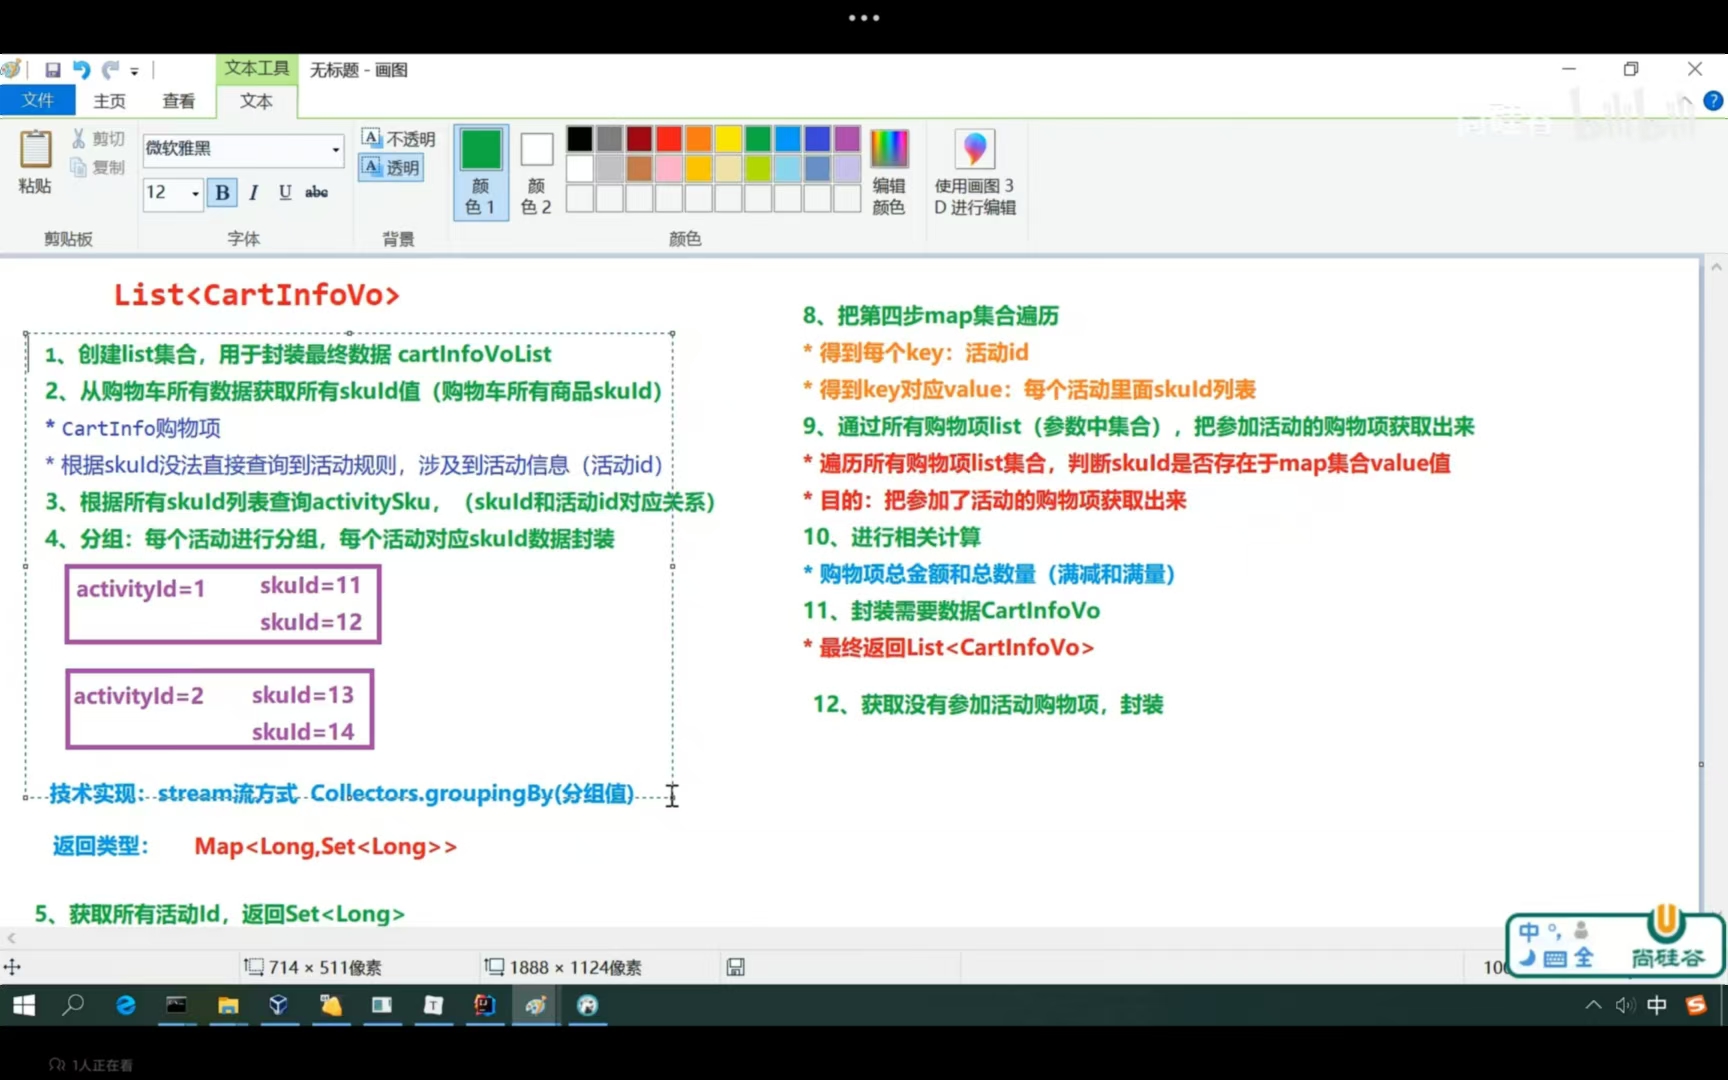 文本工具
无标题 - 画图
文件
主页
查看
文本
粘贴
剪切
复制
剪贴板
微软雅黑
12
B I U abc
字体
A 不透明
A 透明
背景
颜
色 1
颜
色 2
颜色
编辑
颜色
使用画图 3
D 进行编辑
尚硅谷
bilibili
List<CartInfoVo>
1、创建list集合，用于封装最终数据 cartInfoVoList
2、从购物车所有数据获取所有skuId值（购物车所有商品skuId）
* CartInfo购物项
* 根据skuId没法直接查询到活动规则，涉及到活动信息（活动id）
3、根据所有skuId列表查询activitySku，（skuId和活动id对应关系）
4、分组：每个活动进行分组，每个活动对应skuId数据封装
activityId=1 skuId=11
skuId=12
activityId=2 skuId=13
skuId=14
技术实现：stream流方式 Collectors.groupingBy(分组值)
返回类型： Map<Long,Set<Long>>
5、获取所有活动Id，返回Set<Long>
8、把第四步map集合遍历
* 得到每个key：活动id
* 得到key对应value：每个活动里面skuId列表
9、通过所有购物项list（参数中集合），把参加活动的购物项获取出来
* 遍历所有购物项list集合，判断skuId是否存在于map集合value值
* 目的：把参加了活动的购物项获取出来
10、进行相关计算
* 购物项总金额和总数量（满减和满量）
11、封装需要数据CartInfoVo
* 最终返回List<CartInfoVo>
12、获取没有参加活动购物项，封装
714 × 511像素
1888 × 1124像素
10
中 °,
全
尚硅谷
中
1人正在看